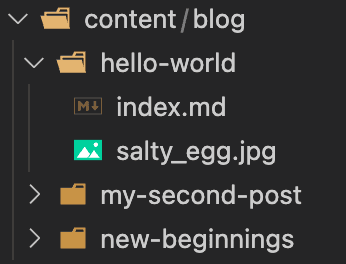 content/blog
hello-world
M↓ index.md
salty_egg.jpg
my-second-post
new-beginnings